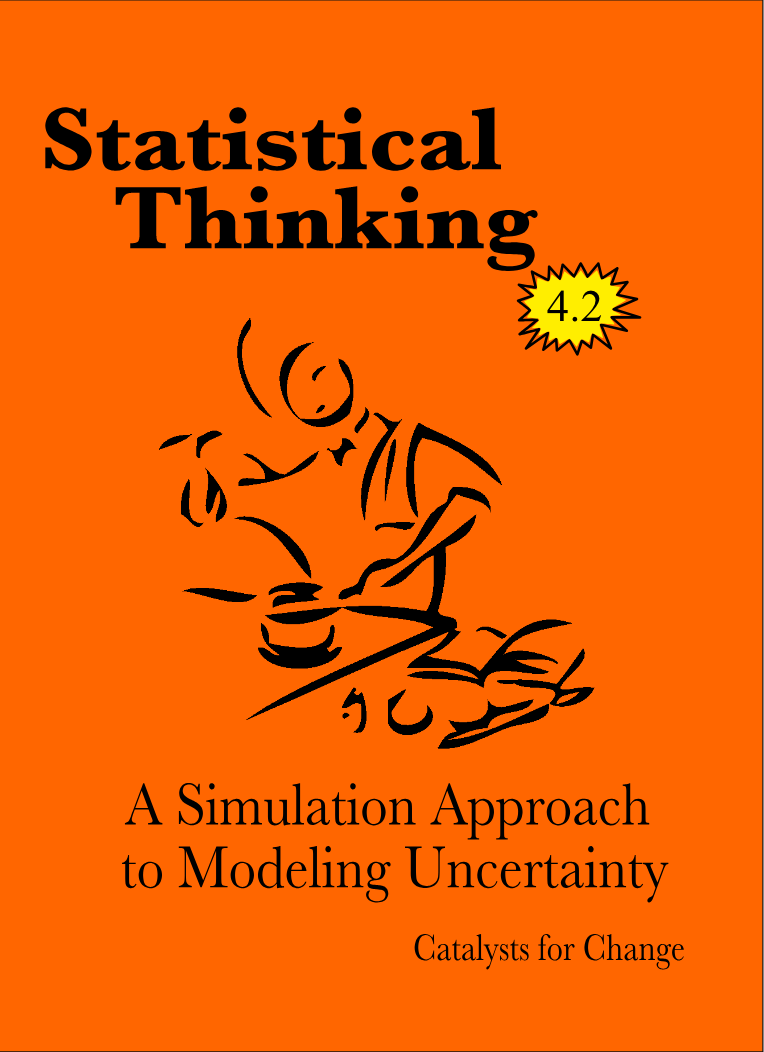 Statistical
Thinking
4.2
A Simulation Approach
to Modeling Uncertainty
Catalysts for Change